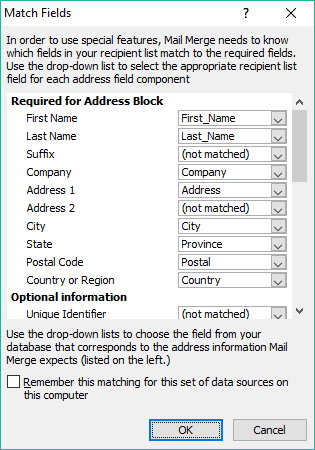 Match Fields ? ×
In order to use special features, Mail Merge needs to know
which fields in your recipient list match to the required fields.
Use the drop-down list to select the appropriate recipient list
field for each address field component
Required for Address Block
First Name First_Name
Last Name Last_Name
Suffix (not matched)
Company Company
Address 1 Address
Address 2 (not matched)
City City
State Province
Postal Code Postal
Country or Region Country
Optional information
Unique Identifier (not matched)
Use the drop-down lists to choose the field from your
database that corresponds to the address information Mail
Merge expects (listed on the left.)
Remember this matching for this set of data sources on
this computer
OK Cancel